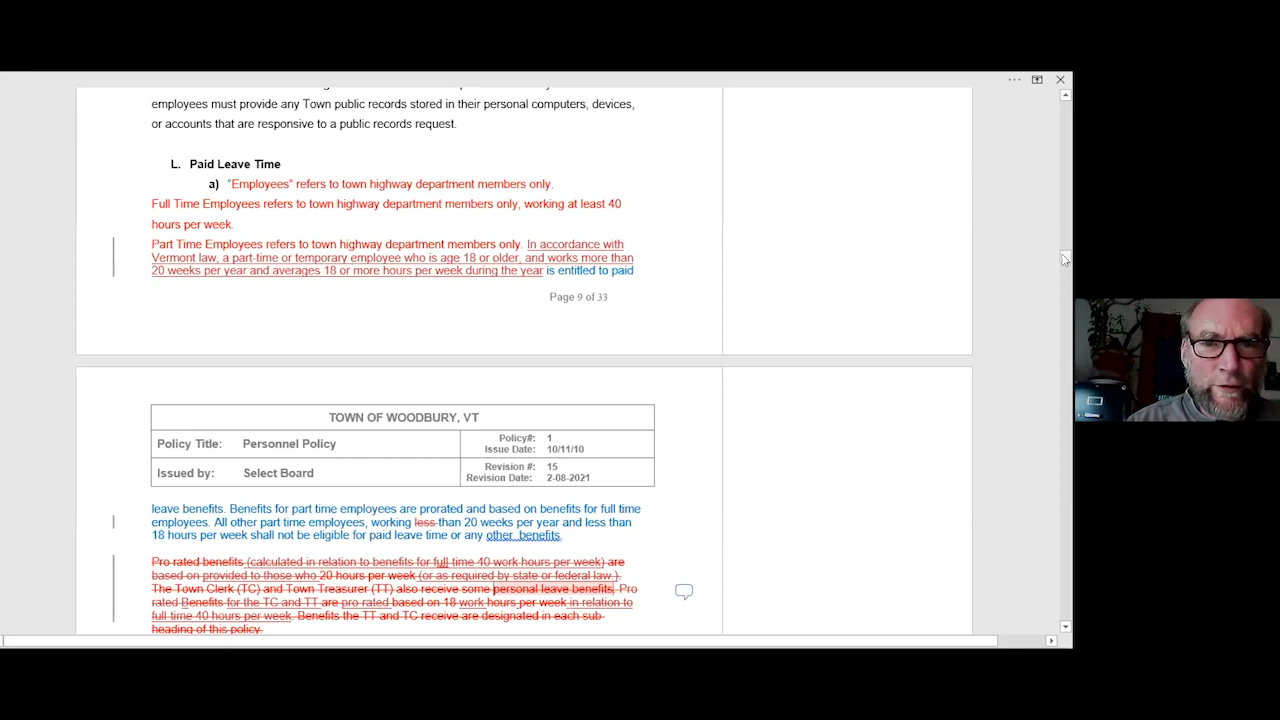 employees must provide any Town public records stored in their personal computers, devices,
or accounts that are responsive to a public records request.
L. Paid Leave Time
a) "Employees" refers to town highway department members only.
Full Time Employees refers to town highway department members only, working at least 40
hours per week.
Part Time Employees refers to town highway department members only. In accordance with
Vermont law, a part-time or temporary employee who is age 18 or older, and works more than
20 weeks per year and averages 18 or more hours per week during the year is entitled to paid
Page 9 of 33
TOWN OF WOODBURY, VT
Policy Title: Personnel Policy
Policy#: 1
Issue Date: 10/11/10
Issued by: Select Board
Revision #: 15
Revision Date: 2-08-2021
leave benefits. Benefits for part time employees are prorated and based on benefits for full time
employees. All other part time employees, working less than 20 weeks per year and less than
18 hours per week shall not be eligible for paid leave time or any other benefits.
Pro rated benefits (calculated in relation to benefits for full time 40 work hours per week) are
based on provided to those who 20 hours per week (or as required by state or federal law.).
The Town Clerk (TC) and Town Treasurer (TT) also receive some personal leave benefits. Pro
rated Benefits for the TC and TT are pro rated based on 18 work hours per week in relation to
full time 40 hours per week. Benefits the TT and TC receive are designated in each sub-
heading of this policy.